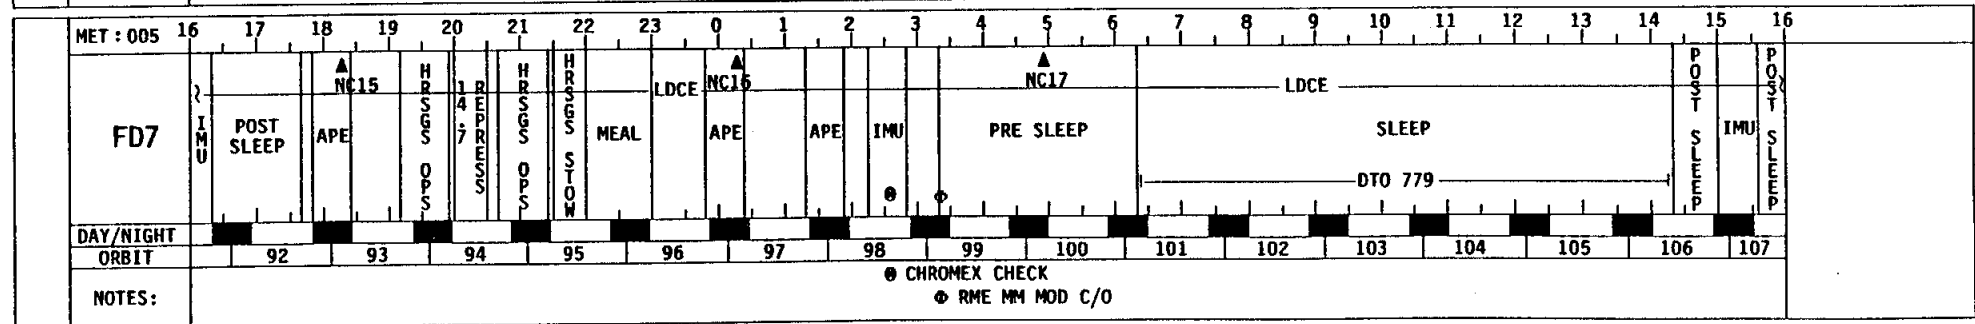 MET : 005 16 17 18 19 20 21 22 23 0 1 2 3 4 5 6 7 8 9 10 11 12 13 14 15 16
NC15 NC16 NC17
LDCE LDCE
FD7 IMU POST SLEEP APE HRSGS OPS 14.7 REPRESS HRSGS OPS HRSGS STOW MEAL APE APE IMU PRE SLEEP SLEEP POST SLEEP IMU POST SLEEP
DTO 779
DAY/NIGHT
ORBIT 92 93 94 95 96 97 98 99 100 101 102 103 104 105 106 107
CHROMEX CHECK
NOTES: RME MM MOD C/O